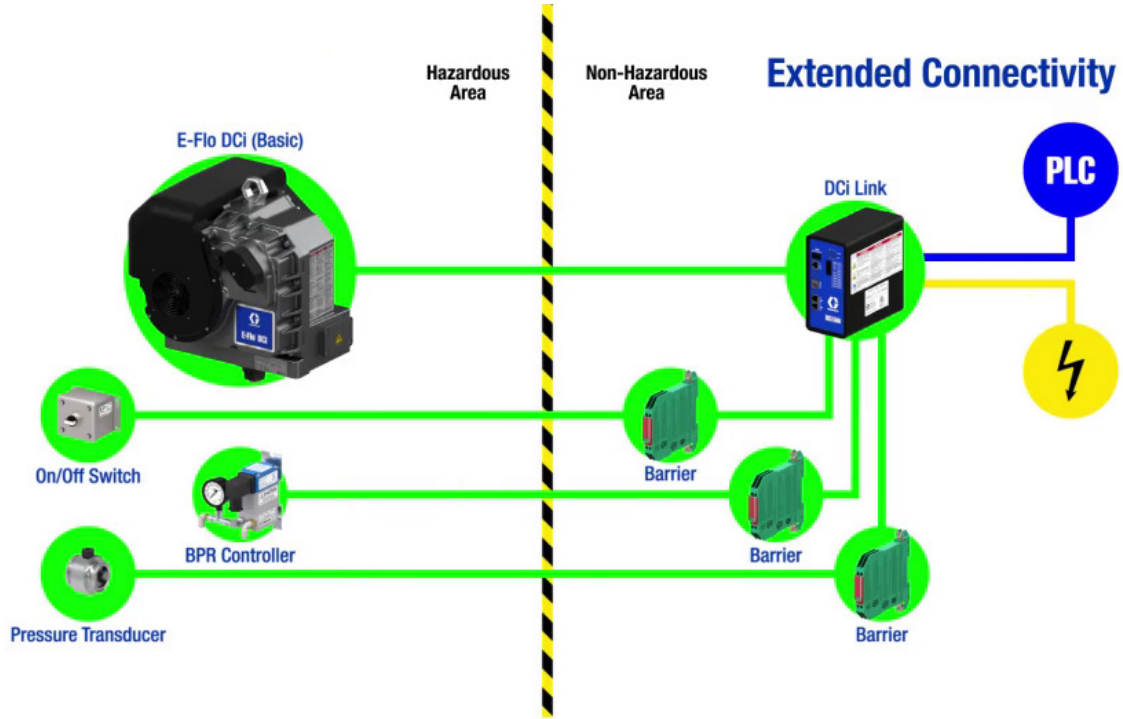 Hazardous
Area
Non-Hazardous
Area
Extended Connectivity
E-Flo DCi (Basic)
PLC
DCi Link
E-Flo DCi
On/Off Switch
Barrier
BPR Controller
Barrier
Pressure Transducer
Barrier